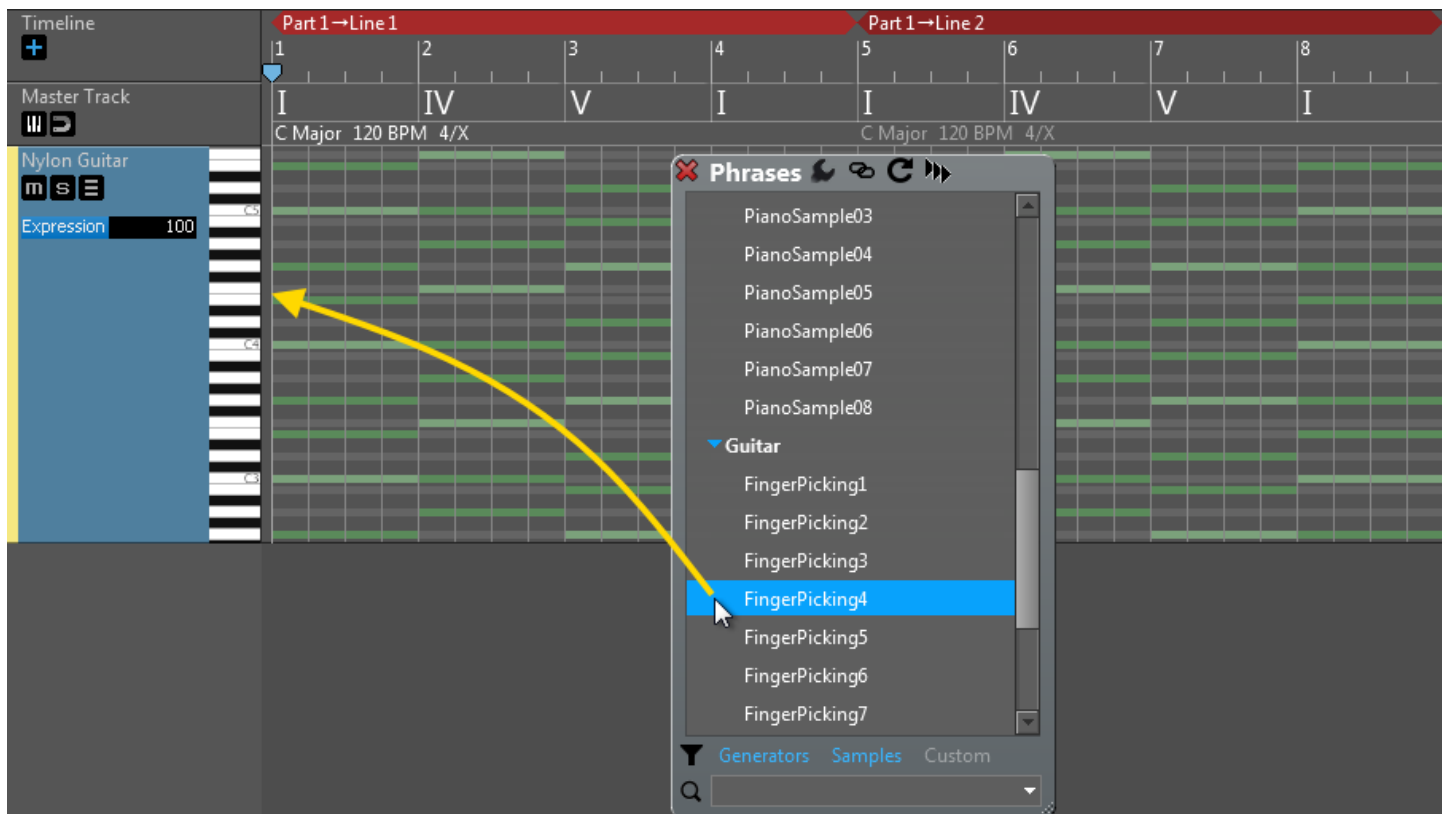 Timeline
Part 1→Line 1
Part 1→Line 2
1 2 3 4 5 6 7 8
Master Track
I IV V I I IV V I
C Major 120 BPM 4/X
C Major 120 BPM 4/X
Nylon Guitar
m s
Expression 100
C5
C4
C3
Phrases
PianoSample03
PianoSample04
PianoSample05
PianoSample06
PianoSample07
PianoSample08
Guitar
FingerPicking1
FingerPicking2
FingerPicking3
FingerPicking4
FingerPicking5
FingerPicking6
FingerPicking7
Generators Samples Custom